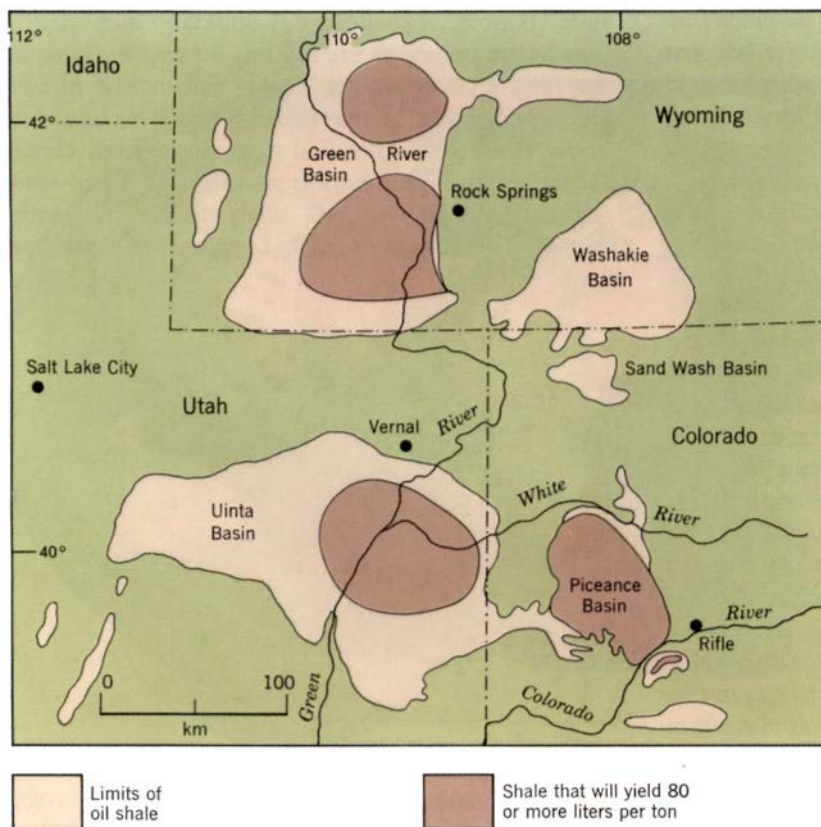 112°
110°
108°
Idaho
42°
Wyoming
Green River
Basin
Rock Springs
Washakie
Basin
Salt Lake City
Sand Wash Basin
Utah
Vernal
River
Colorado
Uinta
Basin
White
River
40°
Piceance
Basin
River
Rifle
0 100
km
Green
Colorado
Limits of
oil shale
Shale that will yield 80
or more liters per ton